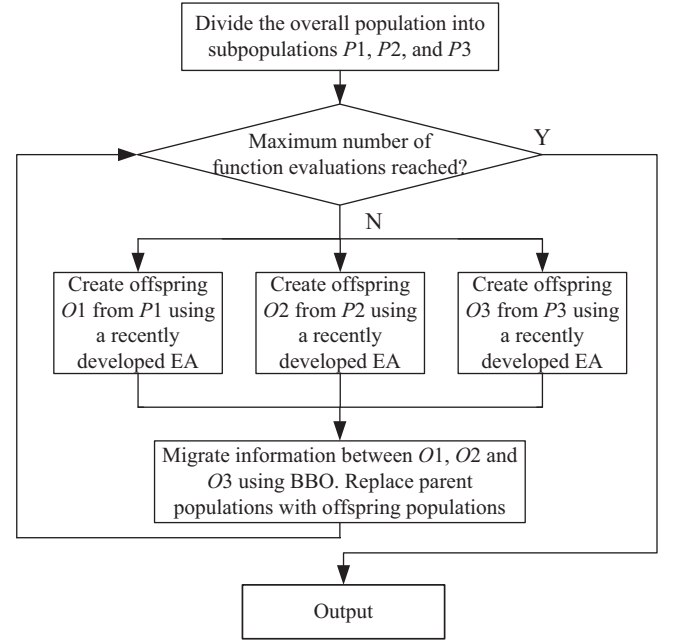 Divide the overall population into
subpopulations P1, P2, and P3
Maximum number of
function evaluations reached?
Y
N
Create offspring
O1 from P1 using
a recently
developed EA
Create offspring
O2 from P2 using
a recently
developed EA
Create offspring
O3 from P3 using
a recently
developed EA
Migrate information between O1, O2 and
O3 using BBO. Replace parent
populations with offspring populations
Output